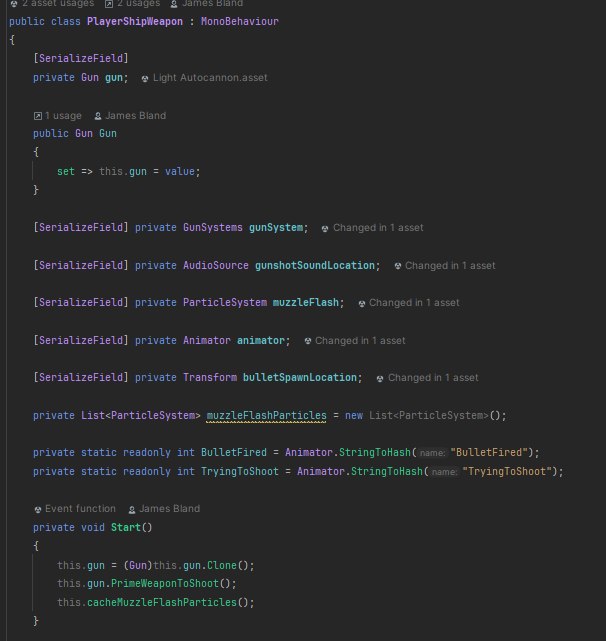 2 asset usages 2 usages James Bland
public class PlayerShipWeapon : MonoBehaviour
{
[SerializeField]
private Gun gun; Light Autocannon.asset
1 usage James Bland
public Gun Gun
{
set => this.gun = value;
}
[SerializeField] private GunSystems gunSystem; Changed in 1 asset
[SerializeField] private AudioSource gunshotSoundLocation; Changed in 1 asset
[SerializeField] private ParticleSystem muzzleFlash; Changed in 1 asset
[SerializeField] private Animator animator; Changed in 1 asset
[SerializeField] private Transform bulletSpawnLocation; Changed in 1 asset
private List<ParticleSystem> muzzleFlashParticles = new List<ParticleSystem>();
private static readonly int BulletFired = Animator.StringToHash( name: "BulletFired");
private static readonly int TryingToShoot = Animator.StringToHash( name: "TryingToShoot");
Event function James Bland
private void Start()
{
this.gun = (Gun)this.gun.Clone();
this.gun.PrimeWeaponToShoot();
this.cacheMuzzleFlashParticles();
}